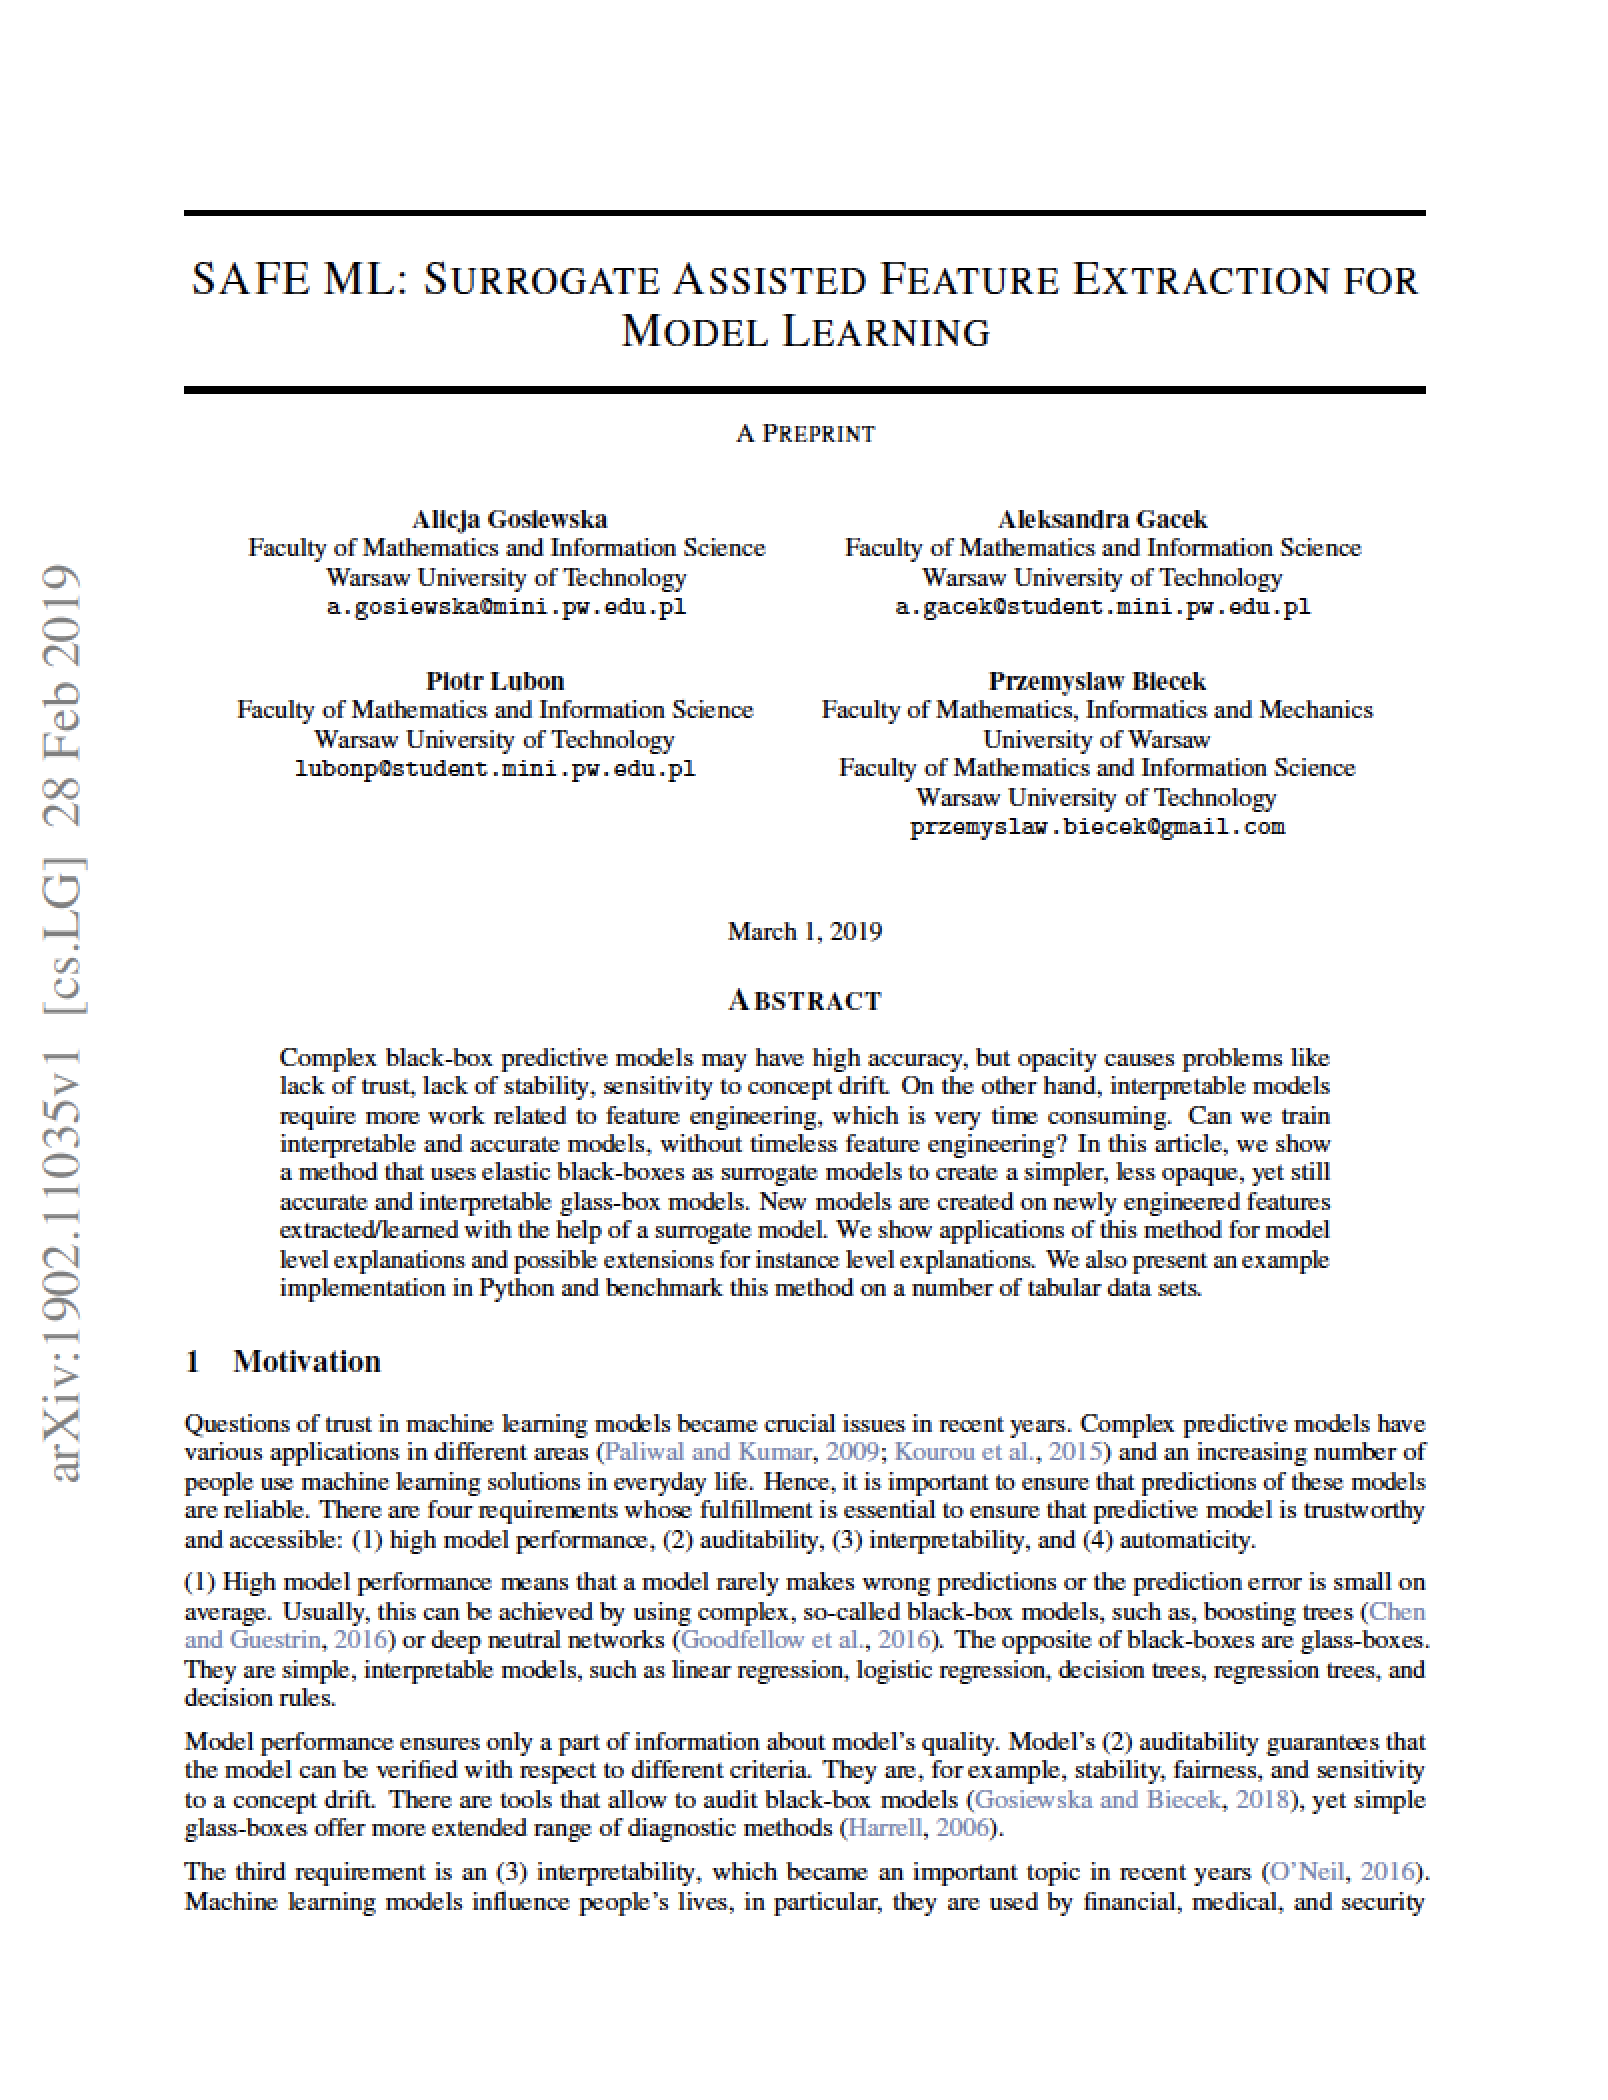 SAFE ML: SURROGATE ASSISTED FEATURE EXTRACTION FOR
MODEL LEARNING
A PREPRINT
Alicja Gosiewska
Faculty of Mathematics and Information Science
Warsaw University of Technology
a.gosiewska@mini.pw.edu.pl
Aleksandra Gacek
Faculty of Mathematics and Information Science
Warsaw University of Technology
a.gacek@student.mini.pw.edu.pl
Piotr Lubon
Faculty of Mathematics and Information Science
Warsaw University of Technology
lubonp@student.mini.pw.edu.pl
Przemyslaw Biecek
Faculty of Mathematics, Informatics and Mechanics
University of Warsaw
Faculty of Mathematics and Information Science
Warsaw University of Technology
przemyslaw.biecek@gmail.com
March 1, 2019
ABSTRACT
Complex black-box predictive models may have high accuracy, but opacity causes problems like
lack of trust, lack of stability, sensitivity to concept drift. On the other hand, interpretable models
require more work related to feature engineering, which is very time consuming. Can we train
interpretable and accurate models, without timeless feature engineering? In this article, we show
a method that uses elastic black-boxes as surrogate models to create a simpler, less opaque, yet still
accurate and interpretable glass-box models. New models are created on newly engineered features
extracted/learned with the help of a surrogate model. We show applications of this method for model
level explanations and possible extensions for instance level explanations. We also present an example
implementation in Python and benchmark this method on a number of tabular data sets.
1 Motivation
Questions of trust in machine learning models became crucial issues in recent years. Complex predictive models have
various applications in different areas (Paliwal and Kumar, 2009; Kourou et al., 2015) and an increasing number of
people use machine learning solutions in everyday life. Hence, it is important to ensure that predictions of these models
are reliable. There are four requirements whose fulfillment is essential to ensure that predictive model is trustworthy
and accessible: (1) high model performance, (2) auditability, (3) interpretability, and (4) automaticity.
(1) High model performance means that a model rarely makes wrong predictions or the prediction error is small on
average. Usually, this can be achieved by using complex, so-called black-box models, such as, boosting trees (Chen
and Guestrin, 2016) or deep neutral networks (Goodfellow et al., 2016). The opposite of black-boxes are glass-boxes.
They are simple, interpretable models, such as linear regression, logistic regression, decision trees, regression trees, and
decision rules.
Model performance ensures only a part of information about model's quality. Model's (2) auditability guarantees that
the model can be verified with respect to different criteria. They are, for example, stability, fairness, and sensitivity
to a concept drift. There are tools that allow to audit black-box models (Gosiewska and Biecek, 2018), yet simple
glass-boxes offer more extended range of diagnostic methods (Harrell, 2006).
The third requirement is an (3) interpretability, which became an important topic in recent years (O'Neil, 2016).
Machine learning models influence people's lives, in particular, they are used by financial, medical, and security
arXiv:1902.11035v1 [cs.LG] 28 Feb 2019